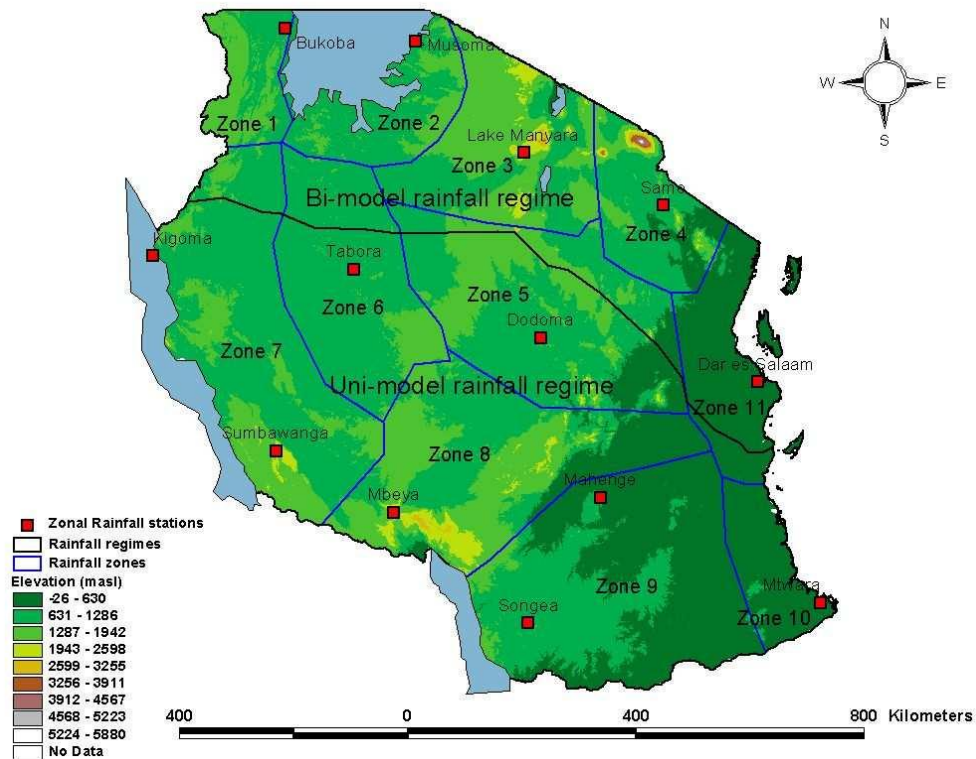 Bukoba
Musoma
N
W
E
S
Zone 1
Zone 2
Lake Manyara
Zone 3
Bi-model rainfall regime
Same
Zone 4
Kigoma
Tabora
Zone 6
Zone 5
Dodoma
Zone 7
Uni-model rainfall regime
Dar es Salaam
Zone 11
Sumbawanga
Zone 8
Mbeya
Mahenge
Zone 9
Songea
Mtwara
Zone 10
Zonal Rainfall stations
Rainfall regimes
Rainfall zones
Elevation (masl)
-26 - 630
631 - 1286
1287 - 1942
1943 - 2598
2599 - 3255
3256 - 3911
3912 - 4567
4568 - 5223
5224 - 5880
No Data
400 0 400 800 Kilometers